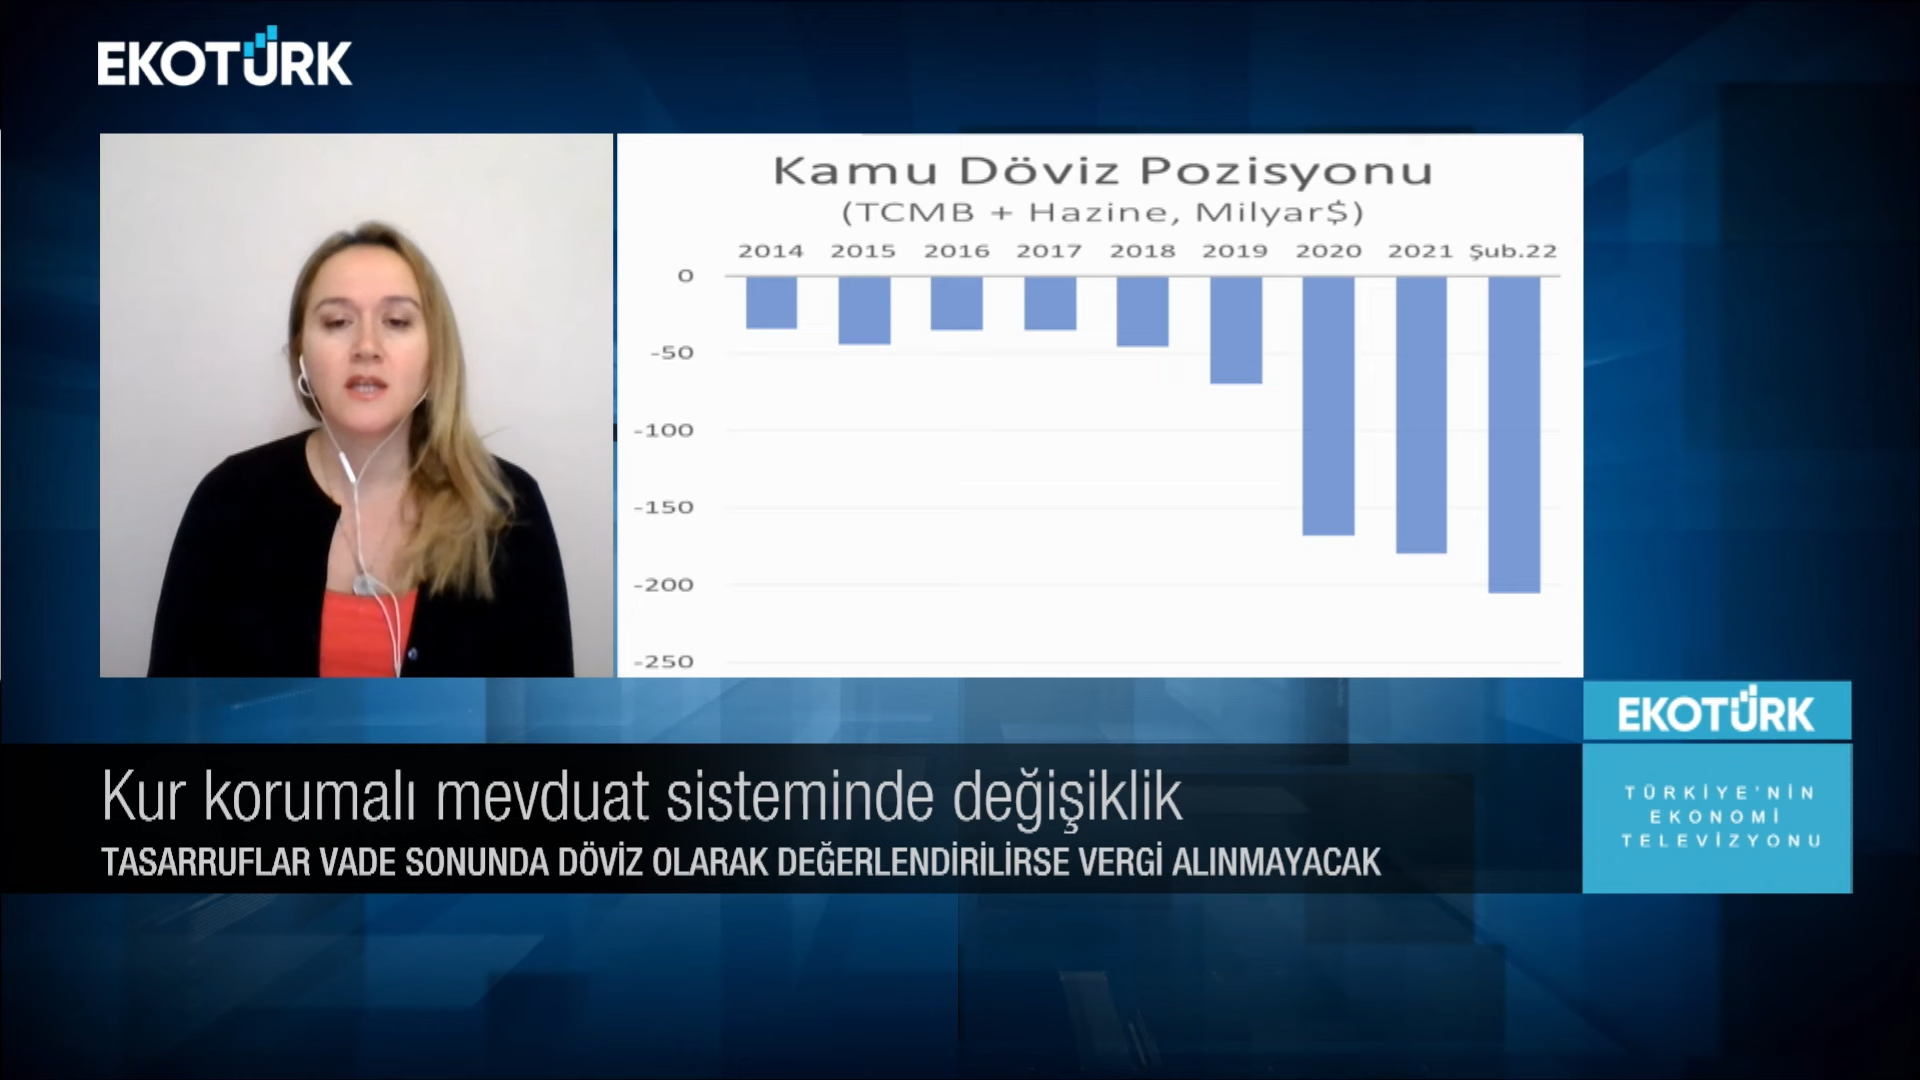 EKOTÜRK
Kamu Döviz Pozisyonu
(TCMB + Hazine, Milyar$)
2014 2015 2016 2017 2018 2019 2020 2021 Şub.22
0
-50
-100
-150
-200
-250
EKOTÜRK
TÜRKİYE'NİN
EKONOMİ
TELEVİZYONU
Kur korumalı mevduat sisteminde değişiklik
TASARRUFLAR VADE SONUNDA DÖVİZ OLARAK DEĞERLENDİRİLİRSE VERGİ ALINMAYACAK